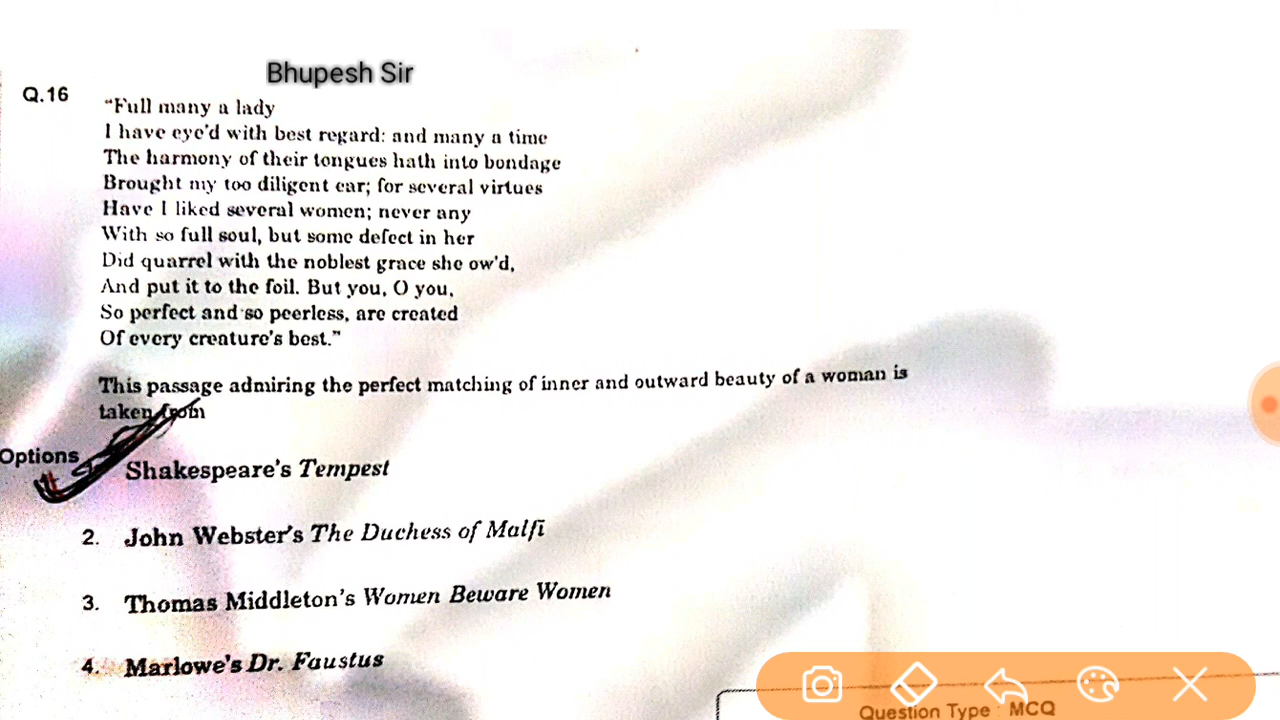 Bhupesh Sir
Q.16
"Full many a lady
I have eye'd with best regard: and many a time
The harmony of their tongues hath into bondage
Brought my too diligent ear; for several virtues
Have I liked several women; never any
With so full soul, but some defect in her
Did quarrel with the noblest grace she ow'd,
And put it to the foil. But you, O you,
So perfect and so peerless, are created
Of every creature's best."
This passage admiring the perfect matching of inner and outward beauty of a woman is
taken from
Options
Shakespeare's Tempest
2. John Webster's The Duchess of Malfi
3. Thomas Middleton's Women Beware Women
4. Marlowe's Dr. Faustus
Question Type : MCQ